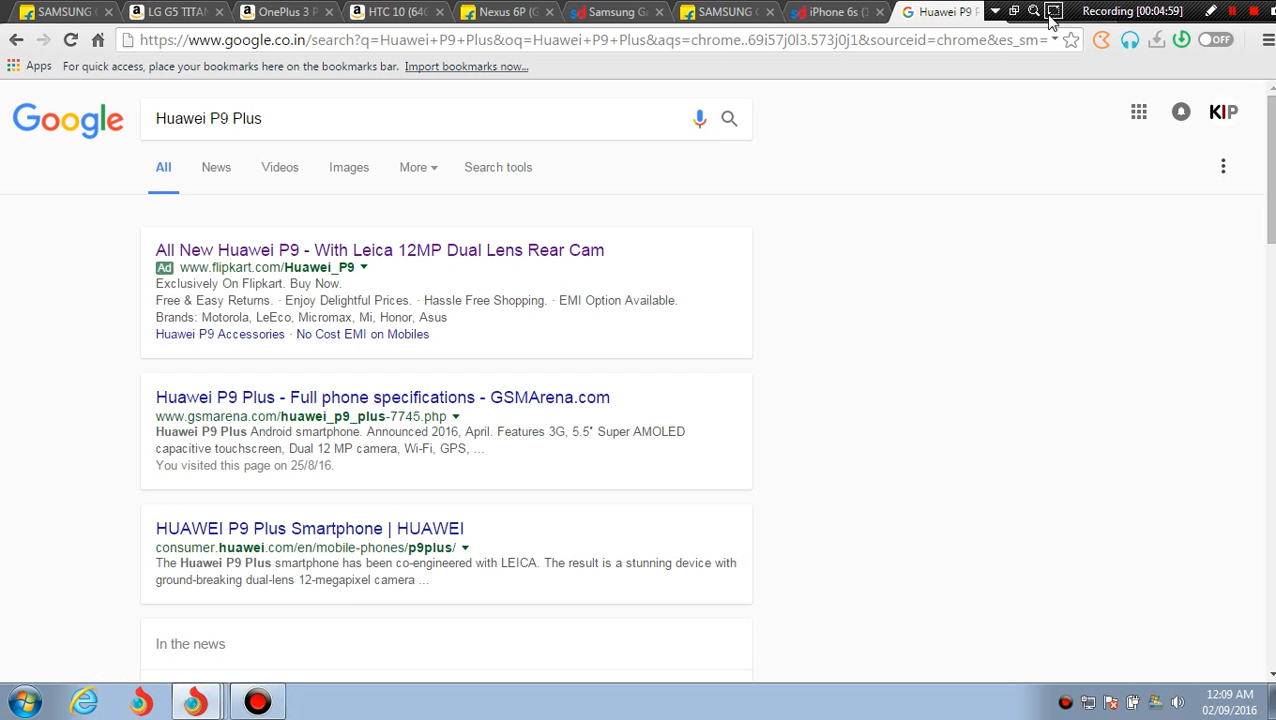 SAMSUNG
LG G5 TITAN
OnePlus 3
HTC 10 (64G
Nexus 6P (
Samsung G
SAMSUNG
iPhone 6s (1
Huawei P9 P
Recording [00:04:59]
https://www.google.co.in/search?q=Huawei+P9+Plus&oq=Huawei+P9+Plus&aqs=chrome..69i57j0l3.573j0j1&sourceid=chrome&es_sm=
OFF
Apps For quick access, place your bookmarks here on the bookmarks bar. Import bookmarks now...
Google
Huawei P9 Plus
KIP
All News Videos Images More Search tools
All New Huawei P9 - With Leica 12MP Dual Lens Rear Cam
Ad www.flipkart.com/Huawei_P9
Exclusively On Flipkart. Buy Now.
Free & Easy Returns. · Enjoy Delightful Prices. · Hassle Free Shopping. · EMI Option Available.
Brands: Motorola, LeEco, Micromax, Mi, Honor, Asus
Huawei P9 Accessories · No Cost EMI on Mobiles
Huawei P9 Plus - Full phone specifications - GSMArena.com
www.gsmarena.com/huawei_p9_plus-7745.php
Huawei P9 Plus Android smartphone. Announced 2016, April. Features 3G, 5.5″ Super AMOLED
capacitive touchscreen, Dual 12 MP camera, Wi-Fi, GPS, ...
You visited this page on 25/8/16.
HUAWEI P9 Plus Smartphone | HUAWEI
consumer.huawei.com/en/mobile-phones/p9plus/
The Huawei P9 Plus smartphone has been co-engineered with LEICA. The result is a stunning device with
ground-breaking dual-lens 12-megapixel camera ...
In the news
12:09 AM
02/09/2016